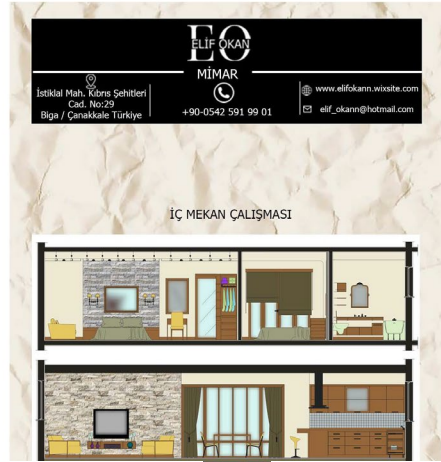 EO
ELİF OKAN
MİMAR
İstiklal Mah. Kıbrıs Şehitleri
Cad. No:29
Biga / Çanakkale Türkiye
+90-0542 591 99 01
www.elifokann.wixsite.com
elif_okann@hotmail.com
İÇ MEKAN ÇALIŞMASI